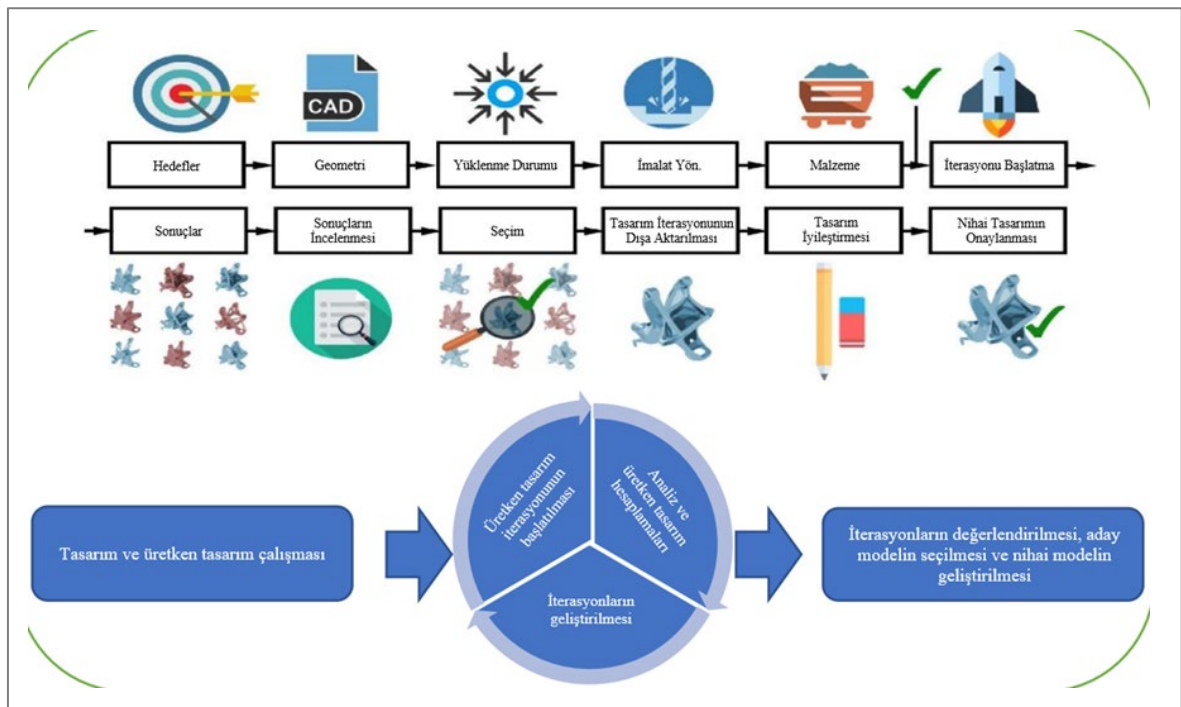 CAD
Hedefler
Geometri
Yüklenme Durumu
İmalat Yön.
Malzeme
İterasyonu Başlatma
Sonuçlar
Sonuçların
İncelenmesi
Seçim
Tasarım İterasyonunun
Dışa Aktarılması
Tasarım
İyileştirmesi
Nihai Tasarımın
Onaylanması
Tasarım ve üretken tasarım çalışması
Üretken tasarım
iterasyonunun
başlatılması
Analiz ve
üretken tasarım
hesaplamaları
İterasyonların
geliştirilmesi
İterasyonların değerlendirilmesi, aday
modelin seçilmesi ve nihai modelin
geliştirilmesi